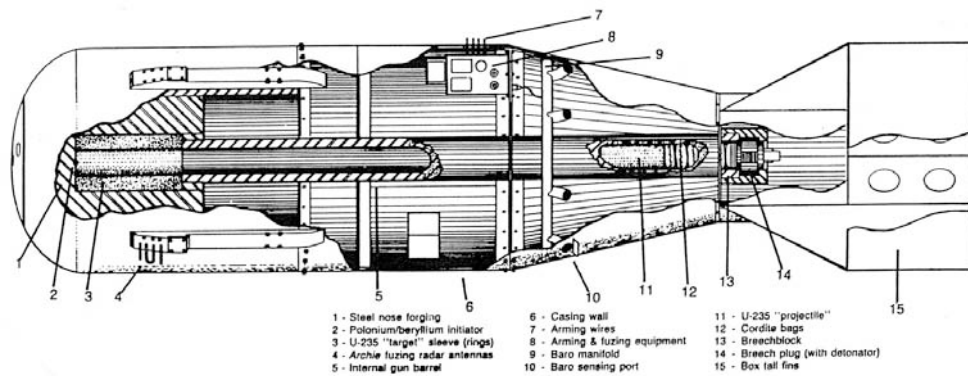 7
8
9
1
2
3
4
5
6
10
11
12
13
14
15
1 - Steel nose forging
2 - Polonium/beryllium initiator
3 - U-235 "target" sleeve (rings)
4 - Archie fuzing radar antennas
5 - Internal gun barrel
6 - Casing wall
7 - Arming wires
8 - Arming & fuzing equipment
9 - Baro manifold
10 - Baro sensing port
11 - U-235 "projectile"
12 - Cordite bags
13 - Breechblock
14 - Breech plug (with detonator)
15 - Box tail fins